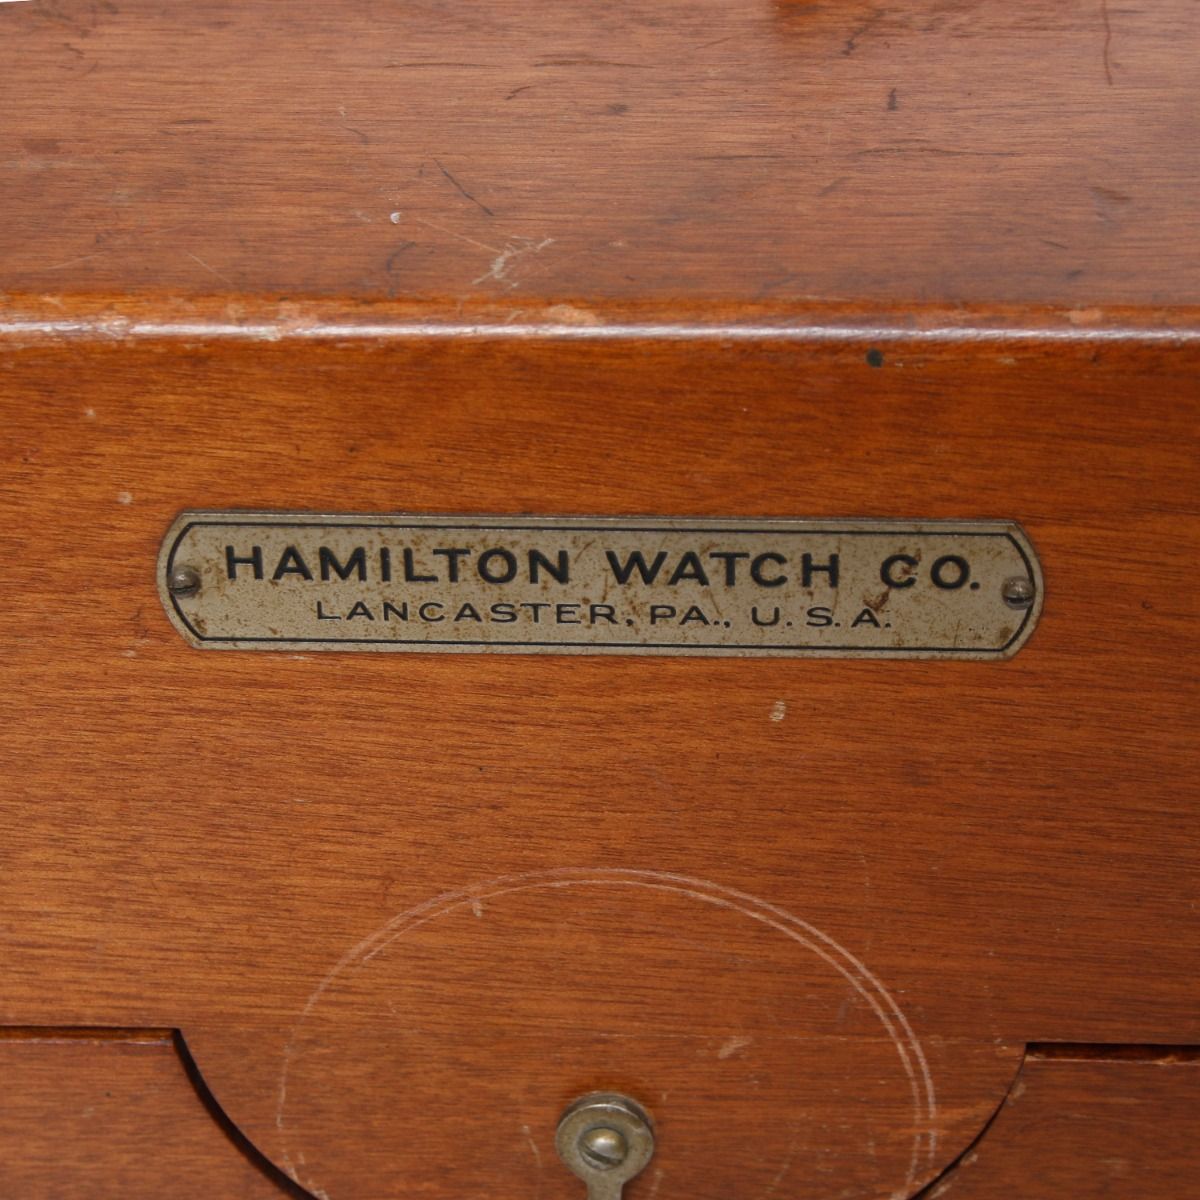 HAMILTON WATCH CO.
LANCASTER, PA., U.S.A.